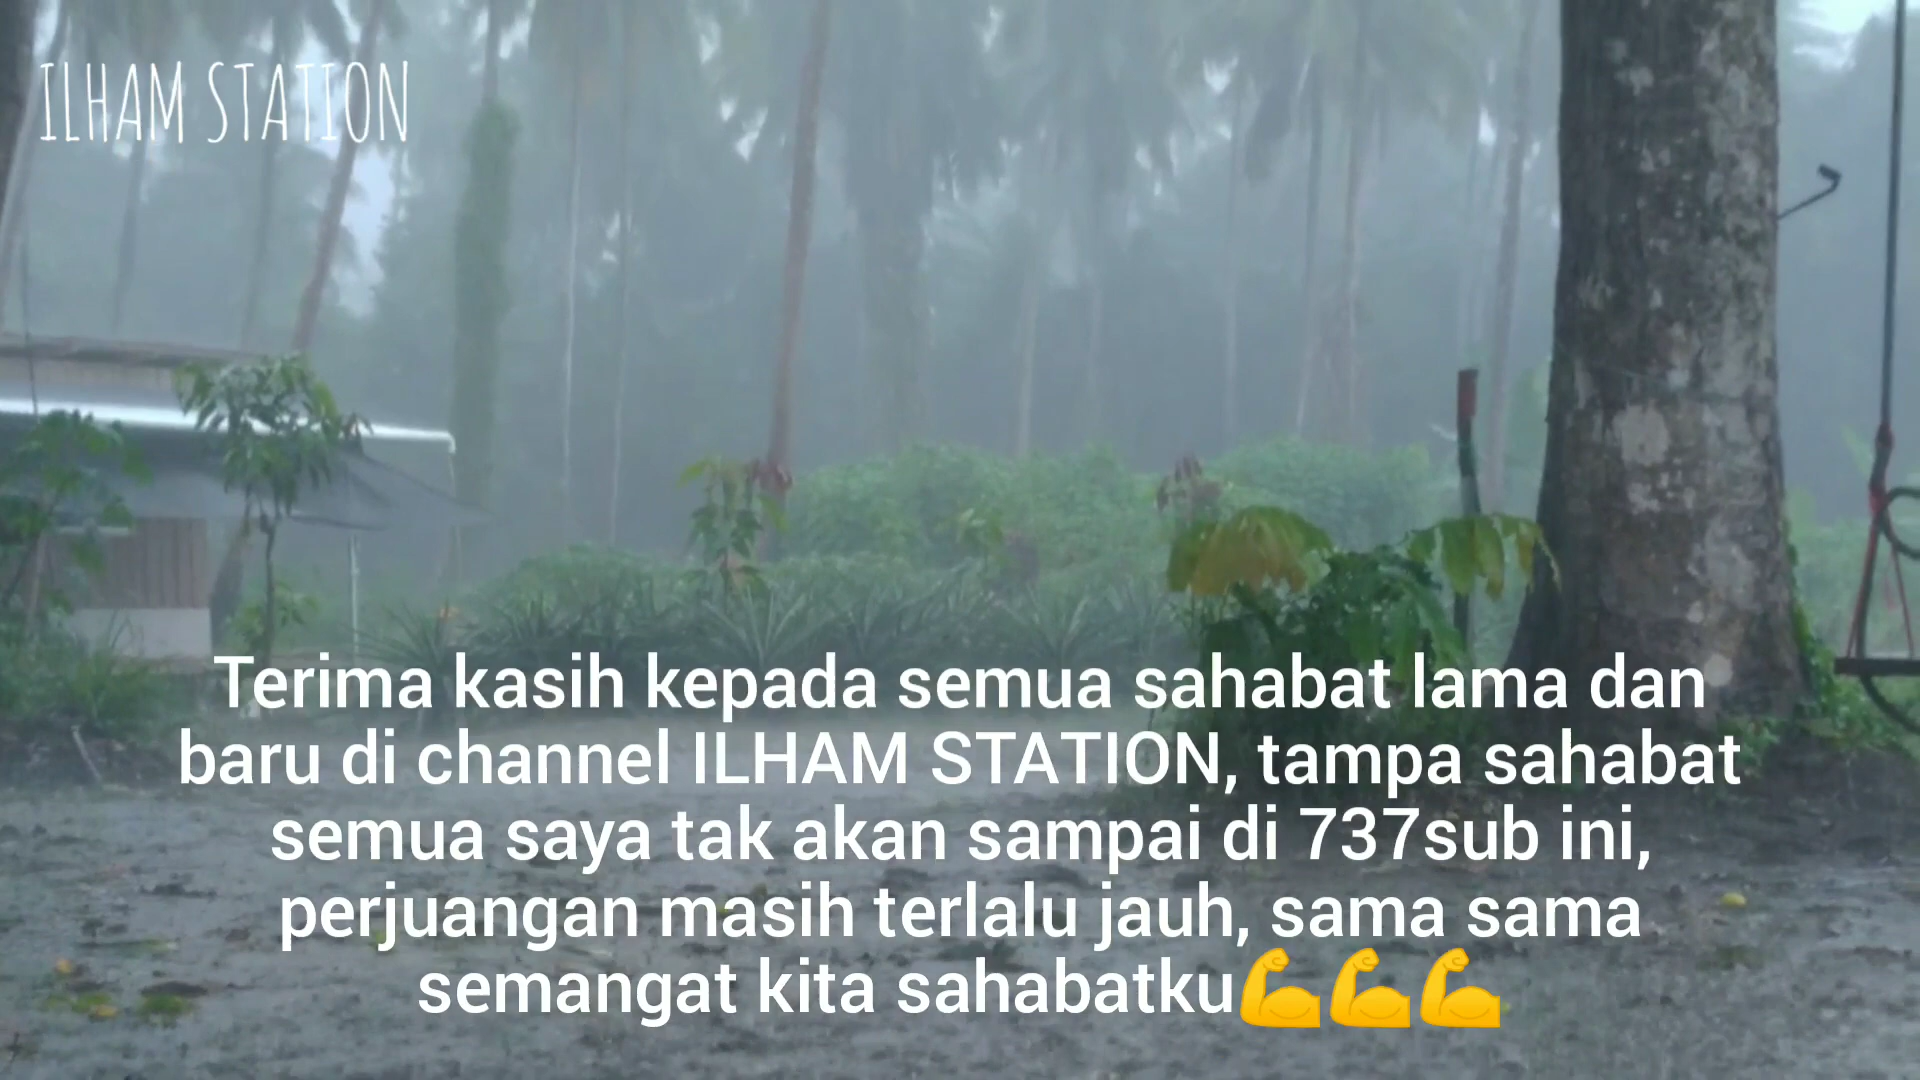 ILHAM STATION
Terima kasih kepada semua sahabat lama dan
baru di channel ILHAM STATION, tampa sahabat
semua saya tak akan sampai di 737sub ini,
perjuangan masih terlalu jauh, sama sama
semangat kita sahabatku💪💪💪